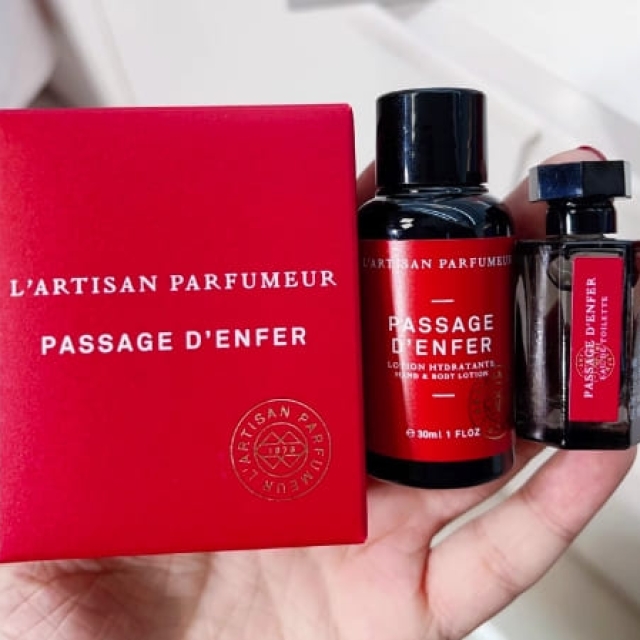 L'ARTISAN PARFUMEUR
PASSAGE D'ENFER
L'ARTISAN PARFUMEUR
L'ARTISAN PARFUMEUR
PASSAGE
D'ENFER
LOTION HYDRATANTE
HAND & BODY LOTION
℮ 30ml 1 FLOZ
PASSAGE D'ENFER
EAU DE TOILETTE